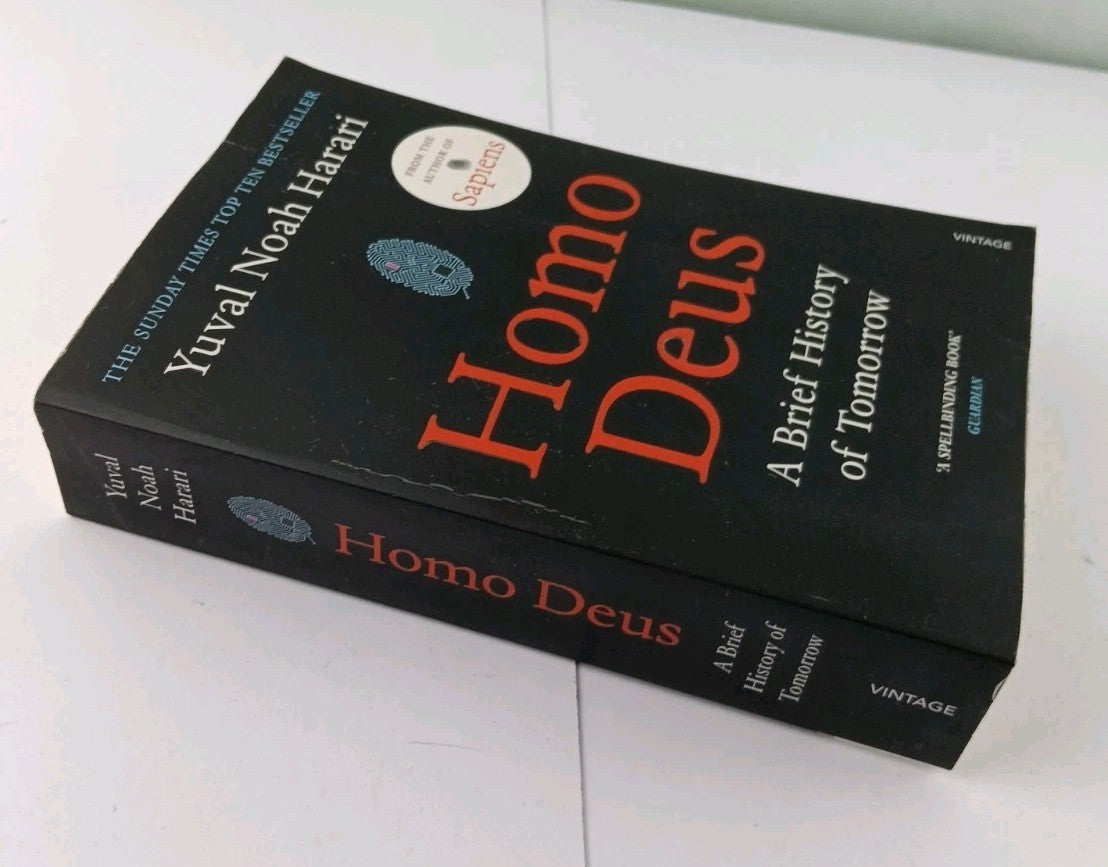 THE SUNDAY TIMES TOP TEN BESTSELLER
Yuval Noah Harari
FROM THE
AUTHOR OF
Sapiens
Homo
Deus
A Brief History
of Tomorrow
VINTAGE
'A SPELLBINDING BOOK'
GUARDIAN
Yuval
Noah
Harari
Homo Deus
A Brief
History of
Tomorrow
VINTAGE